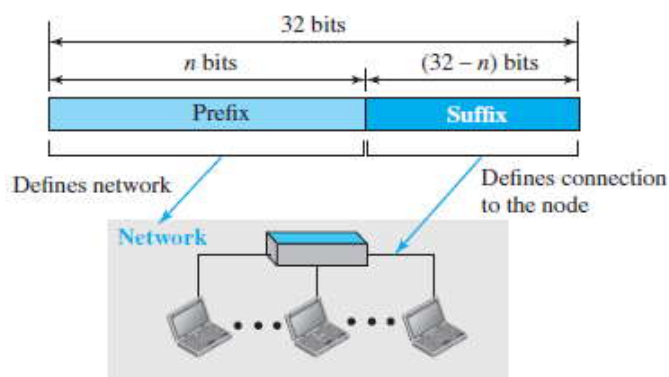 32 bits
n bits
(32 – n) bits
Prefix
Suffix
Defines network
Defines connection
to the node
Network